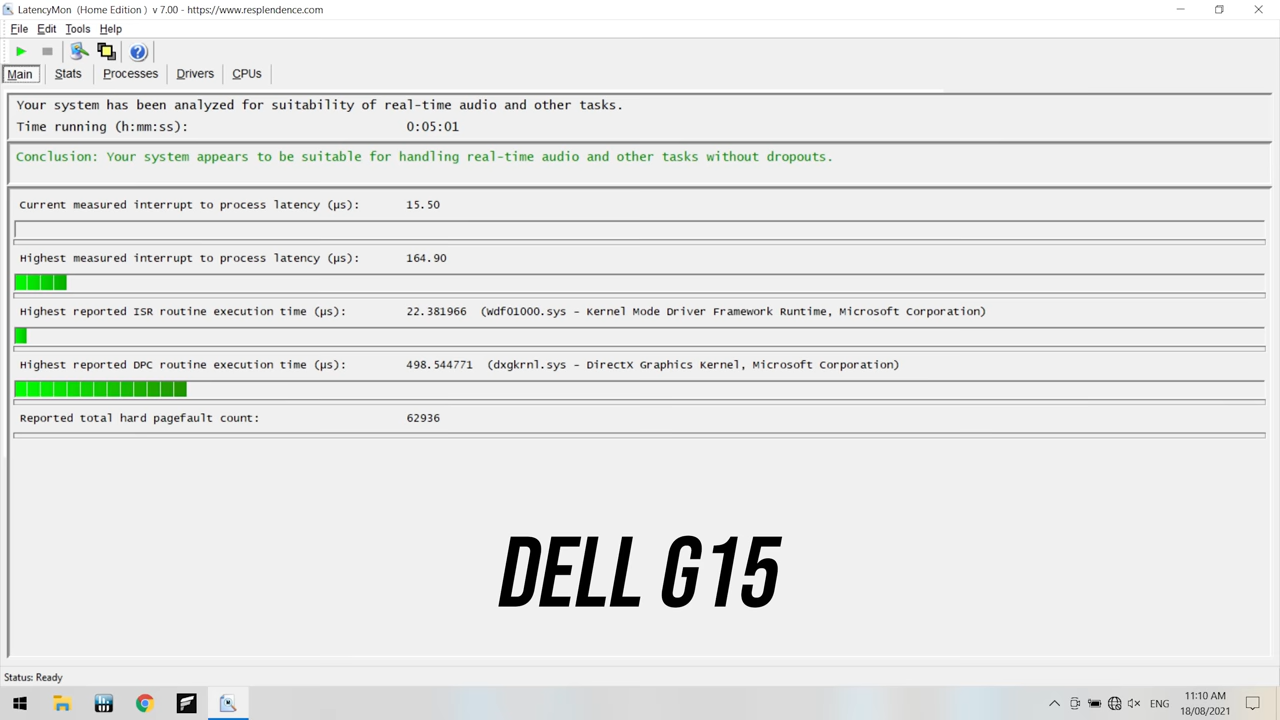 LatencyMon (Home Edition ) v 7.00 - https://www.resplendence.com
File Edit Tools Help
Main Stats Processes Drivers CPUs
Your system has been analyzed for suitability of real-time audio and other tasks.
Time running (h:mm:ss): 0:05:01
Conclusion: Your system appears to be suitable for handling real-time audio and other tasks without dropouts.
Current measured interrupt to process latency (µs): 15.50
Highest measured interrupt to process latency (µs): 164.90
Highest reported ISR routine execution time (µs): 22.381966 (Wdf01000.sys - Kernel Mode Driver Framework Runtime, Microsoft Corporation)
Highest reported DPC routine execution time (µs): 498.544771 (dxgkrnl.sys - DirectX Graphics Kernel, Microsoft Corporation)
Reported total hard pagefault count: 62936
DELL G15
Status: Ready
ENG
11:10 AM
18/08/2021